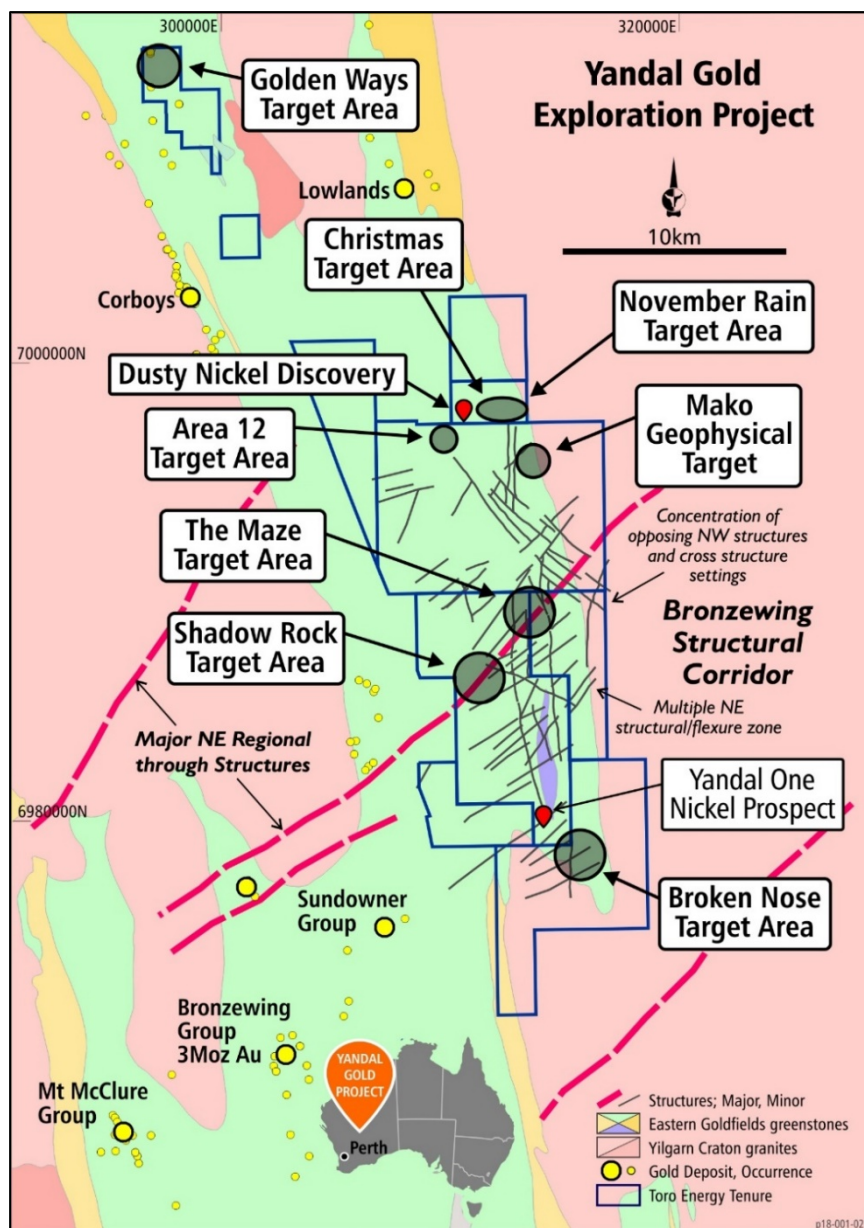 300000E
320000E
Golden Ways
Target Area
Yandal Gold
Exploration Project
Lowlands
10km
Christmas
Target Area
November Rain
Target Area
Corboys
7000000N
Dusty Nickel Discovery
Mako
Geophysical
Target
Area 12
Target Area
Concentration of
opposing NW structures
and cross structure
settings
The Maze
Target Area
Bronzewing
Structural
Corridor
Shadow Rock
Target Area
Multiple NE
structural/flexure zone
Major NE Regional
through Structures
Yandal One
Nickel Prospect
6980000N
Sundowner
Group
Broken Nose
Target Area
Bronzewing
Group
3Moz Au
YANDAL
GOLD
PROJECT
Mt McClure
Group
Perth
Structures; Major, Minor
Eastern Goldfields greenstones
Yilgarn Craton granites
Gold Deposit, Occurrence
Toro Energy Tenure
p18-001-02